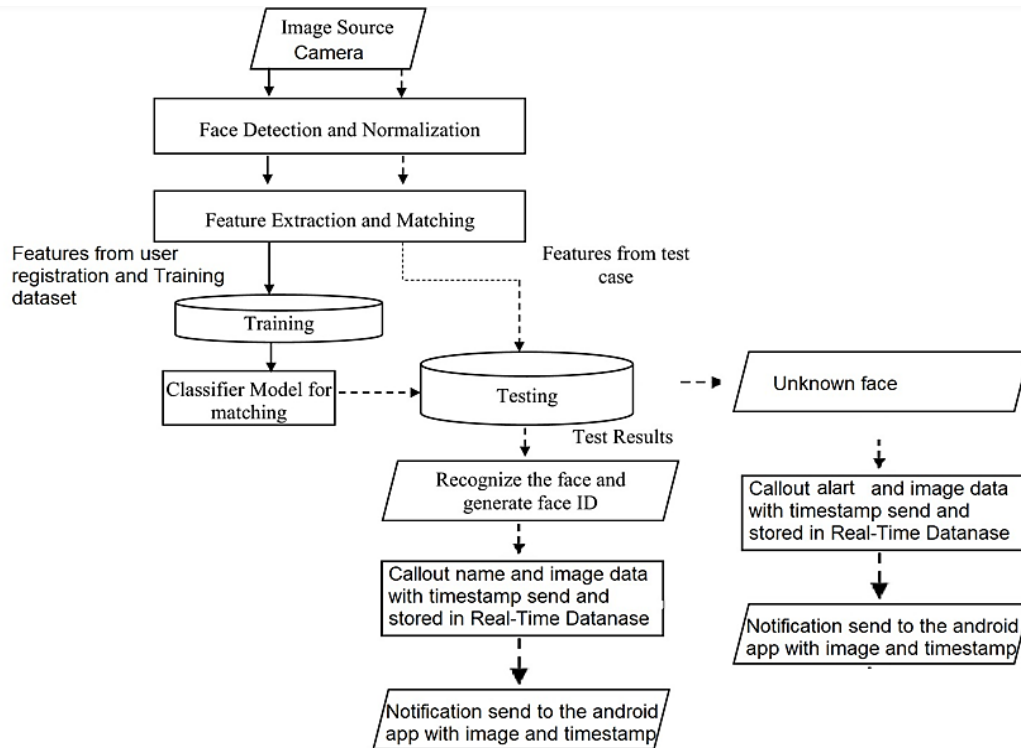 Image Source
Camera
Face Detection and Normalization
Feature Extraction and Matching
Features from user
registration and Training
dataset
Features from test
case
Training
Classifier Model for
matching
Testing
Unknown face
Test Results
Recognize the face and
generate face ID
Callout alart and image data
with timestamp send and
stored in Real-Time Datanase
Callout name and image data
with timestamp send and
stored in Real-Time Datanase
Notification send to the android
app with image and timestamp
Notification send to the android
app with image and timestamp